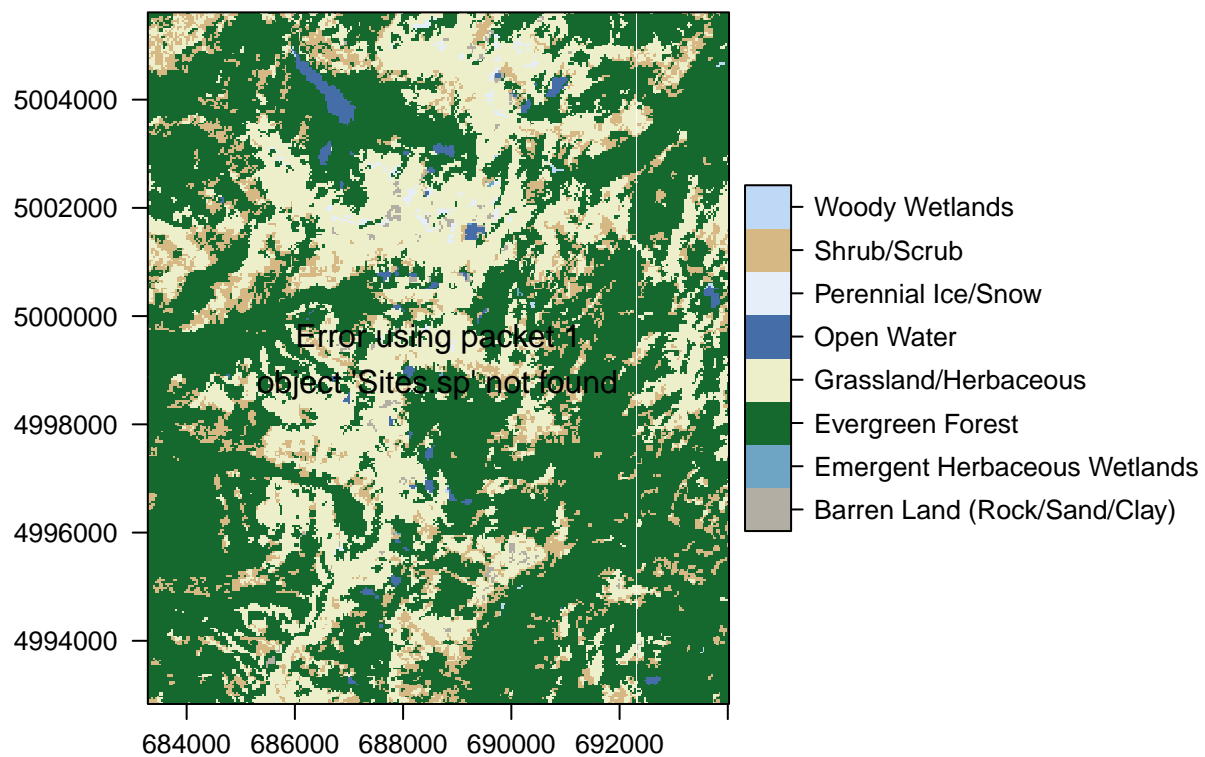 5004000
5002000
5000000
4998000
4996000
4994000
684000 686000 688000 690000 692000
Error using packet 1
object 'Sites.sp' not found
Woody Wetlands
Shrub/Scrub
Perennial Ice/Snow
Open Water
Grassland/Herbaceous
Evergreen Forest
Emergent Herbaceous Wetlands
Barren Land (Rock/Sand/Clay)